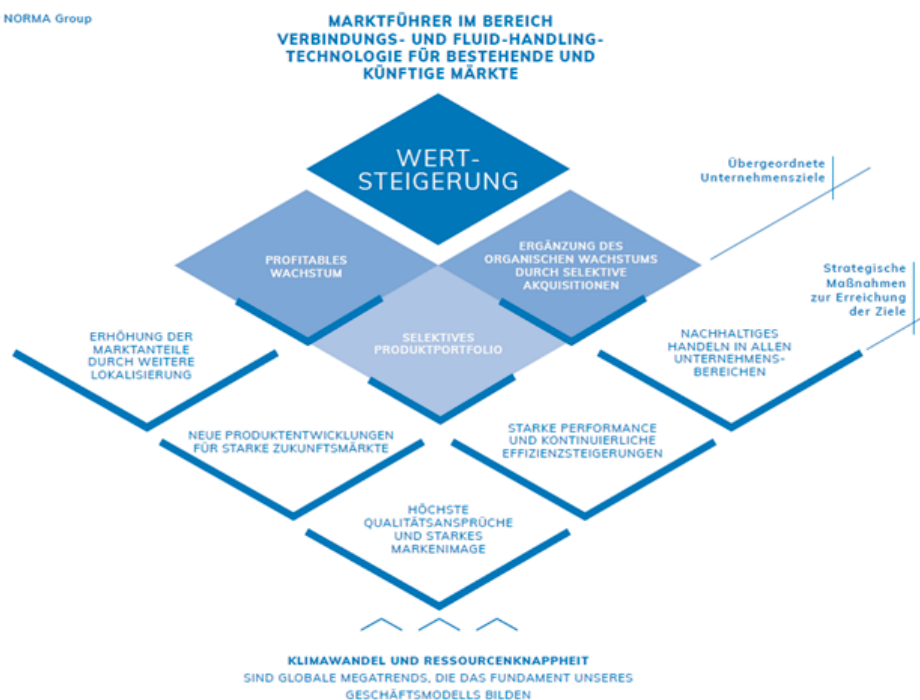 NORMA Group
MARKTFÜHRER IM BEREICH
VERBINDUNGS- UND FLUID-HANDLING-
TECHNOLOGIE FÜR BESTEHENDE UND
KÜNFTIGE MÄRKTE
WERT-
STEIGERUNG
Übergeordnete
Unternehmensziele
PROFITABLES
WACHSTUM
ERGÄNZUNG DES
ORGANISCHEN WACHSTUMS
DURCH SELEKTIVE
AKQUISITIONEN
Strategische
Maßnahmen
zur Erreichung
der Ziele
SELEKTIVES
PRODUKTPORTFOLIO
ERHÖHUNG DER
MARKTANTEILE
DURCH WEITERE
LOKALISIERUNG
NACHHALTIGES
HANDELN IN ALLEN
UNTERNEHMENS-
BEREICHEN
NEUE PRODUKTENTWICKLUNGEN
FÜR STARKE ZUKUNFTSMÄRKTE
STARKE PERFORMANCE
UND KONTINUIERLICHE
EFFIZIENZSTEIGERUNGEN
HÖCHSTE
QUALITÄTSANSPRÜCHE
UND STARKES
MARKENIMAGE
KLIMAWANDEL UND RESSOURCENKNAPPHEIT
SIND GLOBALE MEGATRENDS, DIE DAS FUNDAMENT UNSERES
GESCHÄFTSMODELLS BILDEN